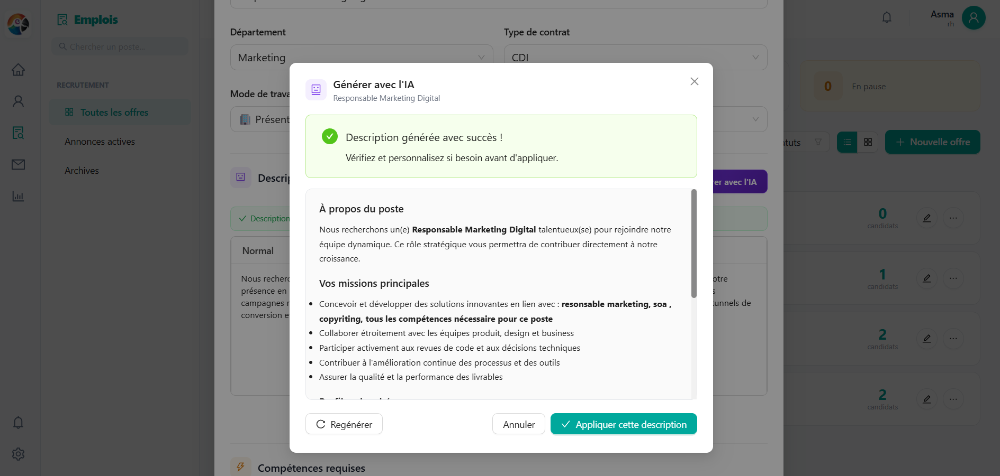 Emplois
Chercher un poste...
RECRUTEMENT
Toutes les offres
Annonces actives
Archives
Asma
rh
Département
Type de contrat
Marketing
CDI
Mode de trava
Présent
Descrip
rer avec l'IA
Description
Normal
Nous recherc
otre
présence en
s
campagnes r
tunnels de
conversion e
Compétences requises
0
En pause
atuts
Nouvelle offre
0
candidats
1
candidats
2
candidats
2
candidats
Générer avec l'IA
Responsable Marketing Digital
Description générée avec succès !
Vérifiez et personnalisez si besoin avant d'appliquer.
À propos du poste
Nous recherchons un(e) Responsable Marketing Digital talentueux(se) pour rejoindre notre
équipe dynamique. Ce rôle stratégique vous permettra de contribuer directement à notre
croissance.
Vos missions principales
Concevoir et développer des solutions innovantes en lien avec : resonsable marketing, soa ,
copyriting, tous les compétences nécessaire pour ce poste
Collaborer étroitement avec les équipes produit, design et business
Participer activement aux revues de code et aux décisions techniques
Contribuer à l'amélioration continue des processus et des outils
Assurer la qualité et la performance des livrables
Regénérer
Annuler
Appliquer cette description